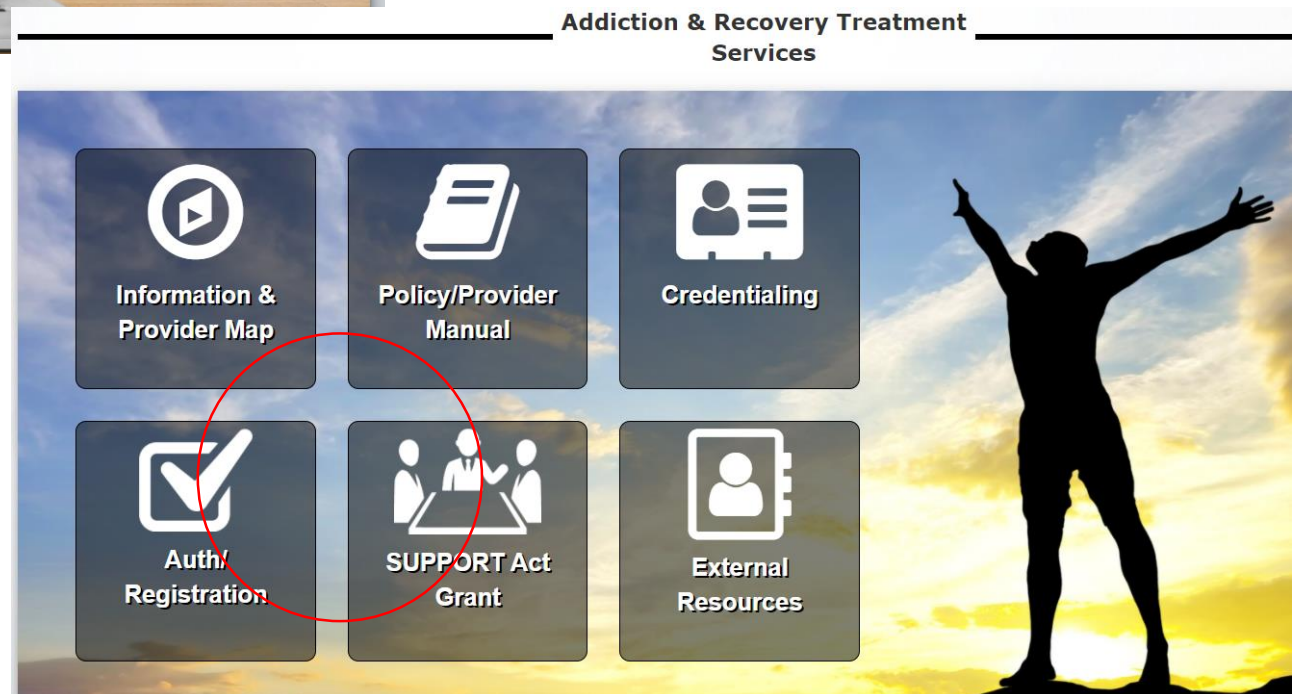 Addiction & Recovery Treatment
Services
Information &
Provider Map
Policy/Provider
Manual
Credentialing
Auth/
Registration
SUPPORT Act
Grant
External
Resources